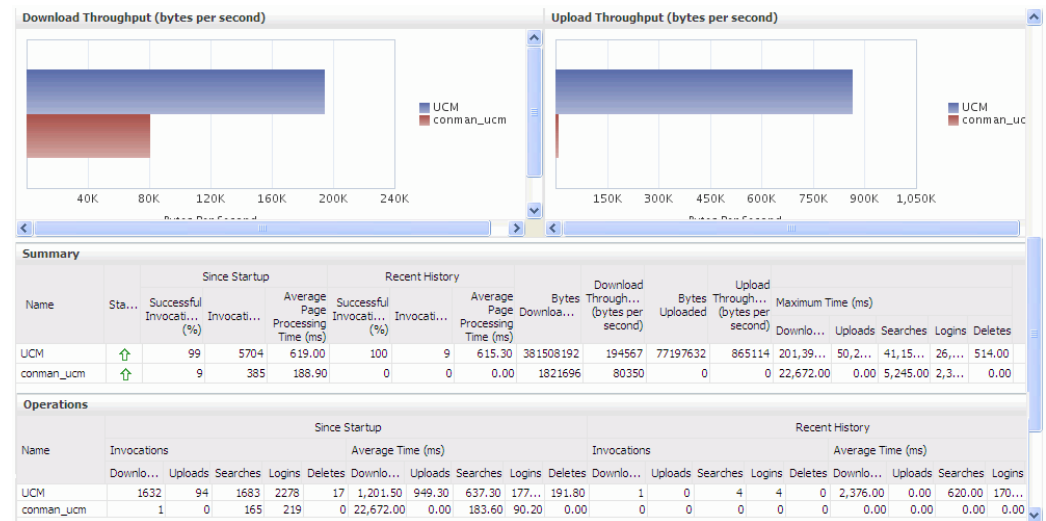 Download Throughput (bytes per second) Upload Throughput (bytes per second)
UCM
conman_ucm
UCM
conman_uc
40K 80K 120K 160K 200K 240K
150K 300K 450K 600K 750K 900K 1,050K
Summary
Since Startup Recent History
Name Sta... Successful Invocati... (%) Invocati... Average Page Processing Time (ms) Successful Invocati... (%) Invocati... Average Page Processing Time (ms) Bytes Downloa... Download Through... (bytes per second) Bytes Uploaded Upload Through... (bytes per second) Maximum Time (ms)
Downlo... Uploads Searches Logins Deletes
UCM 99 5704 619.00 100 9 615.30 381508192 194567 77197632 865114 201,39... 50,2... 41,15... 26,... 514.00
conman_ucm 9 385 188.90 0 0 0.00 1821696 80350 0 0 22,672.00 0.00 5,245.00 2,3... 0.00
Operations
Since Startup Recent History
Name Invocations Average Time (ms) Invocations Average Time (ms)
Downlo... Uploads Searches Logins Deletes Downlo... Uploads Searches Logins Deletes Downlo... Uploads Searches Logins Deletes Downlo... Uploads Searches Logins
UCM 1632 94 1683 2278 17 1,201.50 949.30 637.30 177... 191.80 1 0 4 4 0 2,376.00 0.00 620.00 170...
conman_ucm 1 0 165 219 0 22,672.00 0.00 183.60 90.20 0.00 0 0 0 0 0 0.00 0.00 0.00 0.00